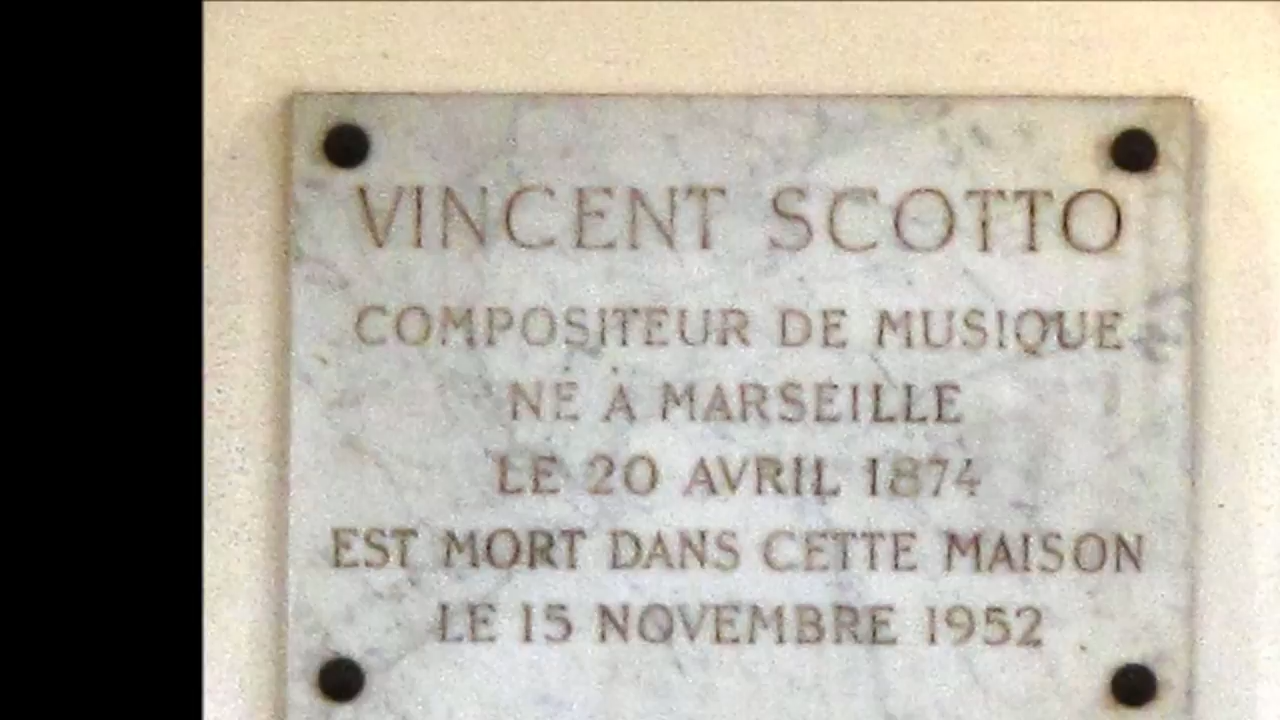 VINCENT SCOTTO
COMPOSITEUR DE MUSIQUE
NÉ À MARSEILLE
LE 20 AVRIL 1874
EST MORT DANS CETTE MAISON
LE 15 NOVEMBRE 1952